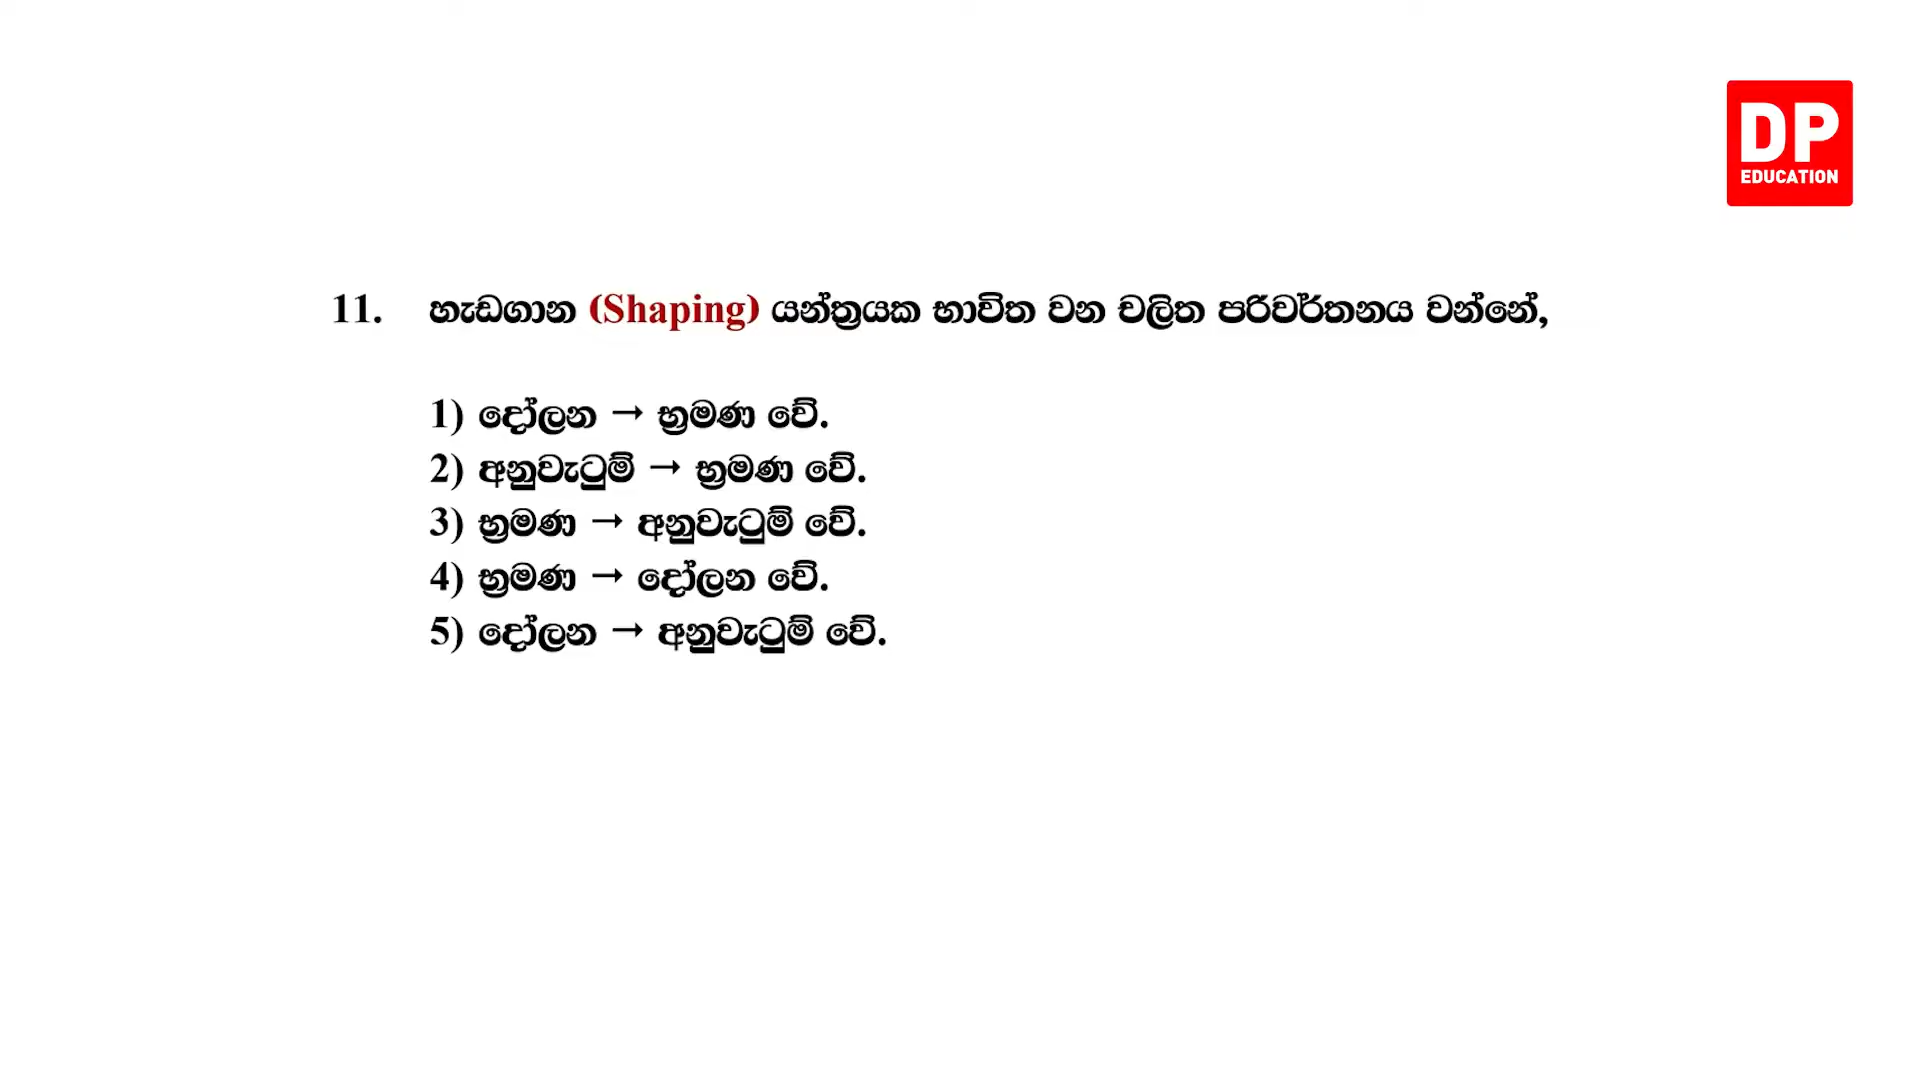 DP
EDUCATION
11. හැඩගාන (Shaping) යන්ත්‍රයක භාවිත වන චලිත පරිවර්තනය වන්නේ,
1) දෝලන → භ්‍රමණ වේ.
2) අනුවැටුම් → භ්‍රමණ වේ.
3) භ්‍රමණ → අනුවැටුම් වේ.
4) භ්‍රමණ → දෝලන වේ.
5) දෝලන → අනුවැටුම් වේ.